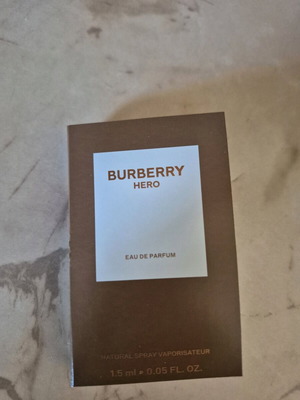 BURBERRY
HERO
EAU DE PARFUM
NATURAL SPRAY VAPORISATEUR
1.5 ml • 0.05 FL. OZ.